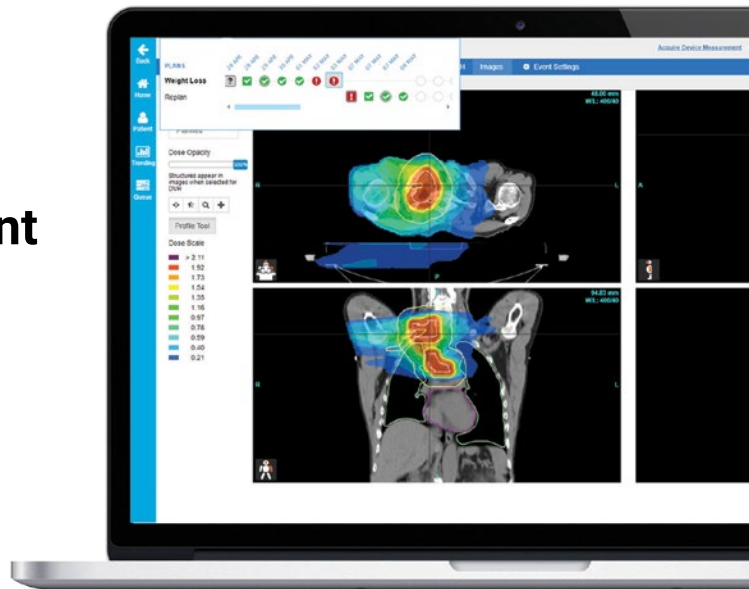 nt
Back
Home
Patient
Trending
Queue
PLANS
Weight Loss
Replan
Acquire Device Measurement
Images
Event Settings
Dose Opacity
Structures appear in
images when selected for
DVH
Profile Tool
Dose Scale
> 2.11
1.92
1.73
1.54
1.35
1.16
0.97
0.78
0.59
0.40
0.21
R
L
P
A
R
L